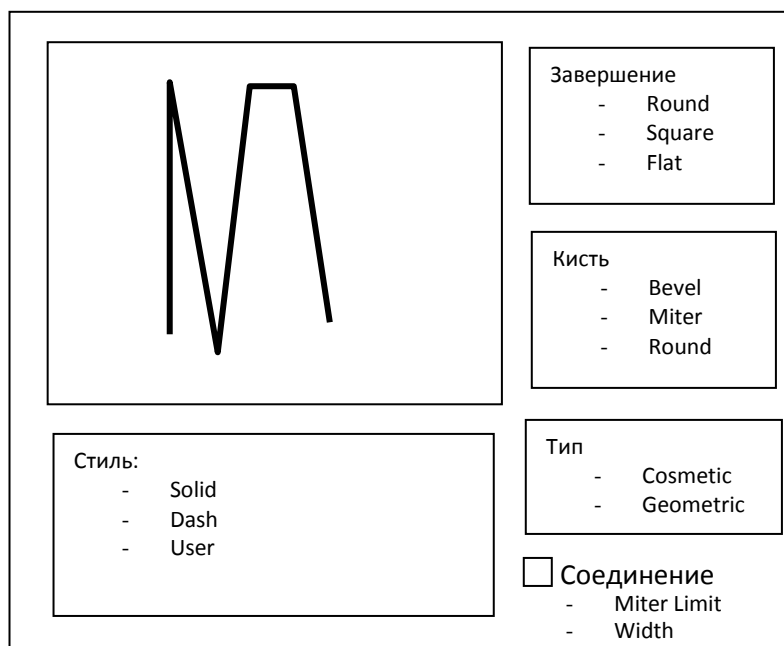 Завершение
- Round
- Square
- Flat
Кисть
- Bevel
- Miter
- Round
Стиль:
- Solid
- Dash
- User
Тип
- Cosmetic
- Geometric
Соединение
- Miter Limit
- Width